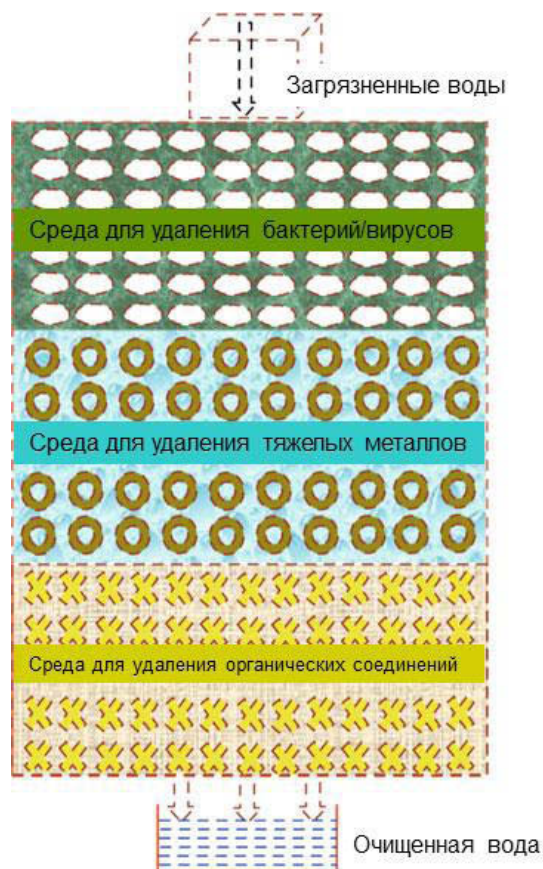 Загрязненные воды
Среда для удаления бактерий/вирусов
Среда для удаления тяжелых металлов
Среда для удаления органических соединений
Очищенная вода